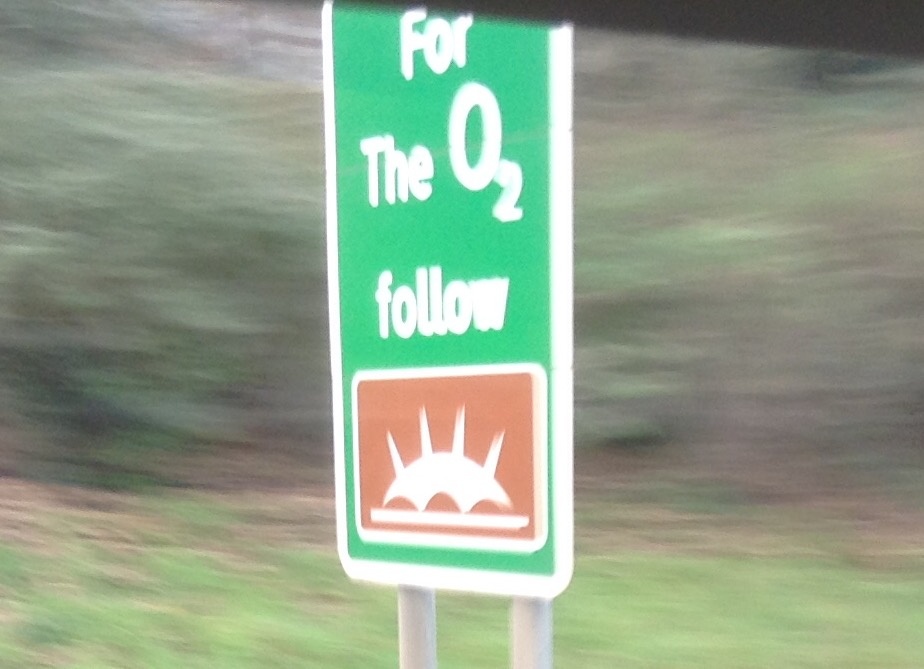 For
The O₂
follow